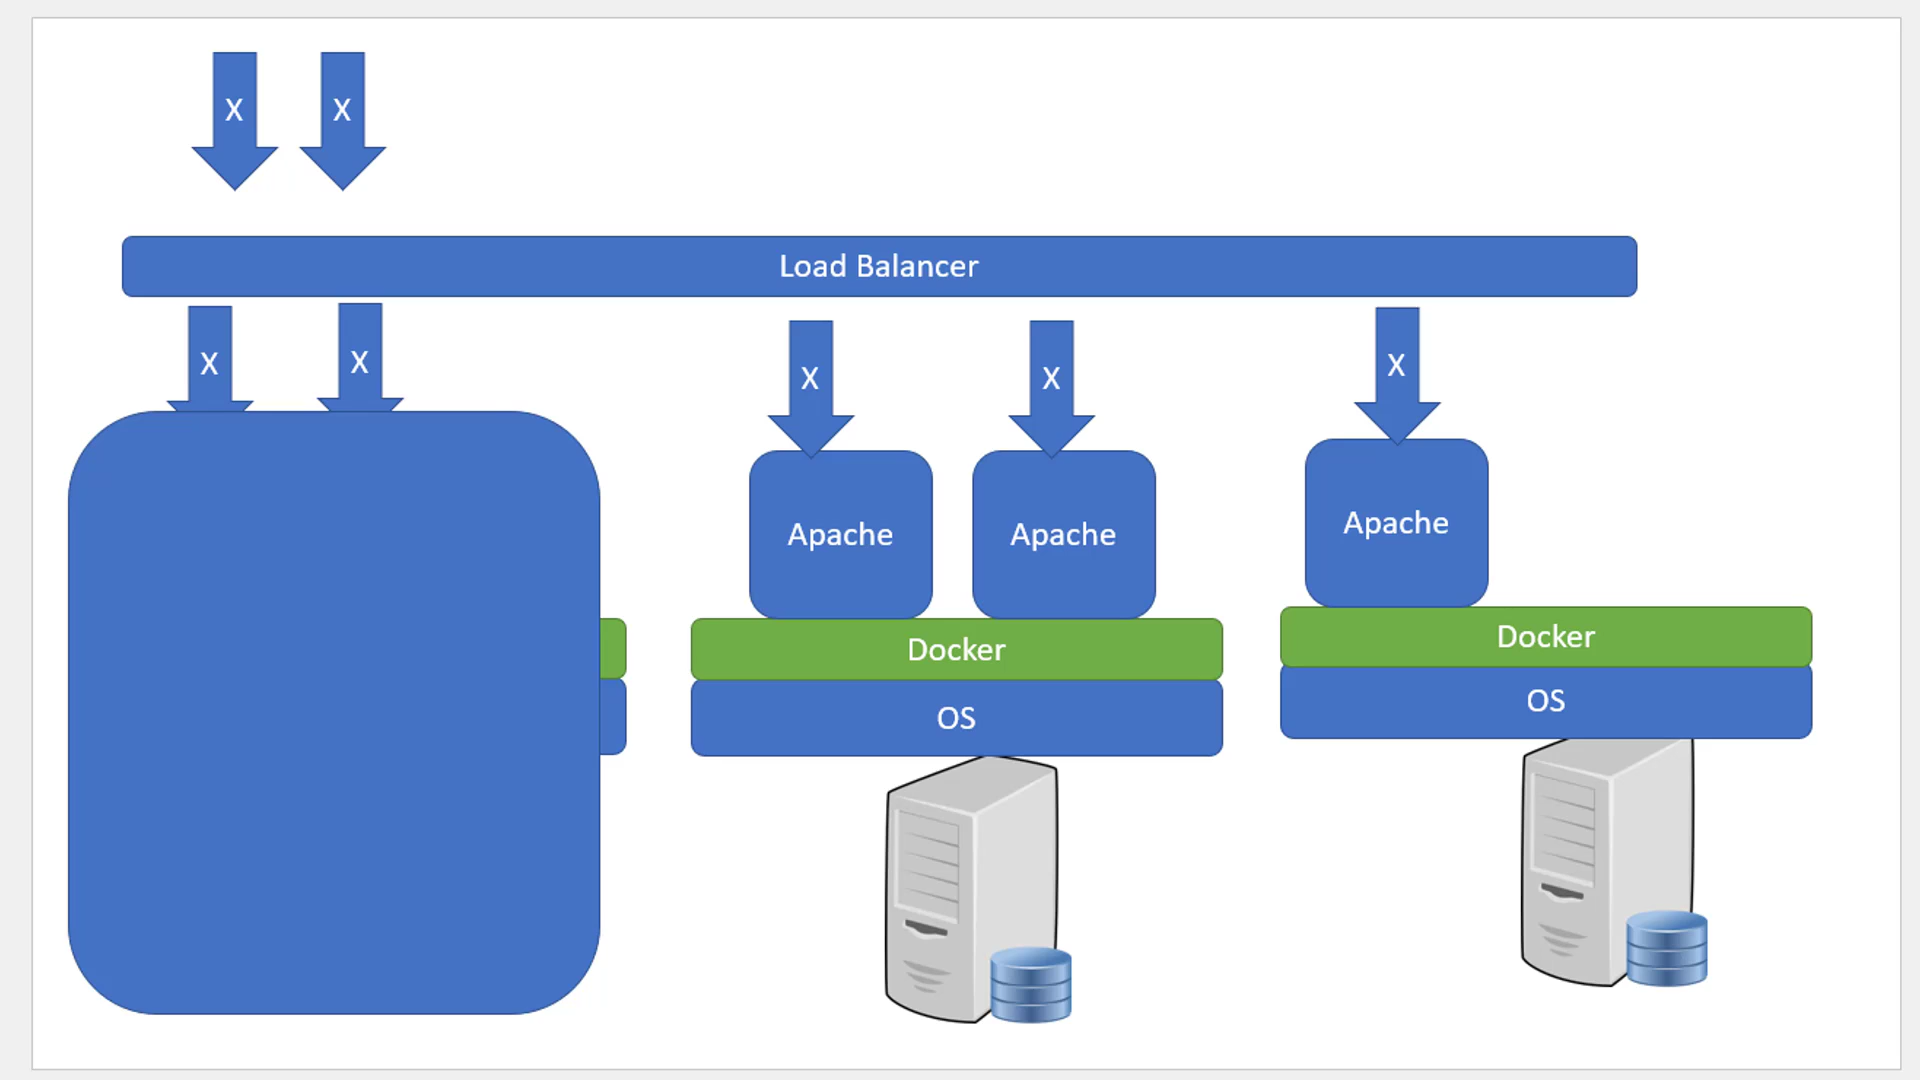 X
X
Load Balancer
X
X
X
X
X
Apache
Apache
Apache
Docker
Docker
OS
OS